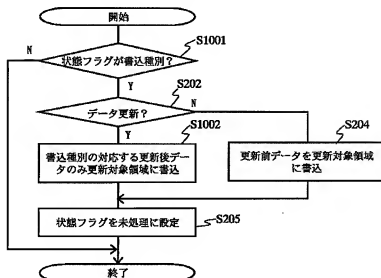 開始
S1001
N
状態フラグが書込種別？
Y
S202
データ更新？
N
Y
S1002
S204
書込種別の対応する更新後デー
タのみ更新対象領域に書込
更新前データを更新対象領域
に書込
状態フラグを未処理に設定
S205
終了